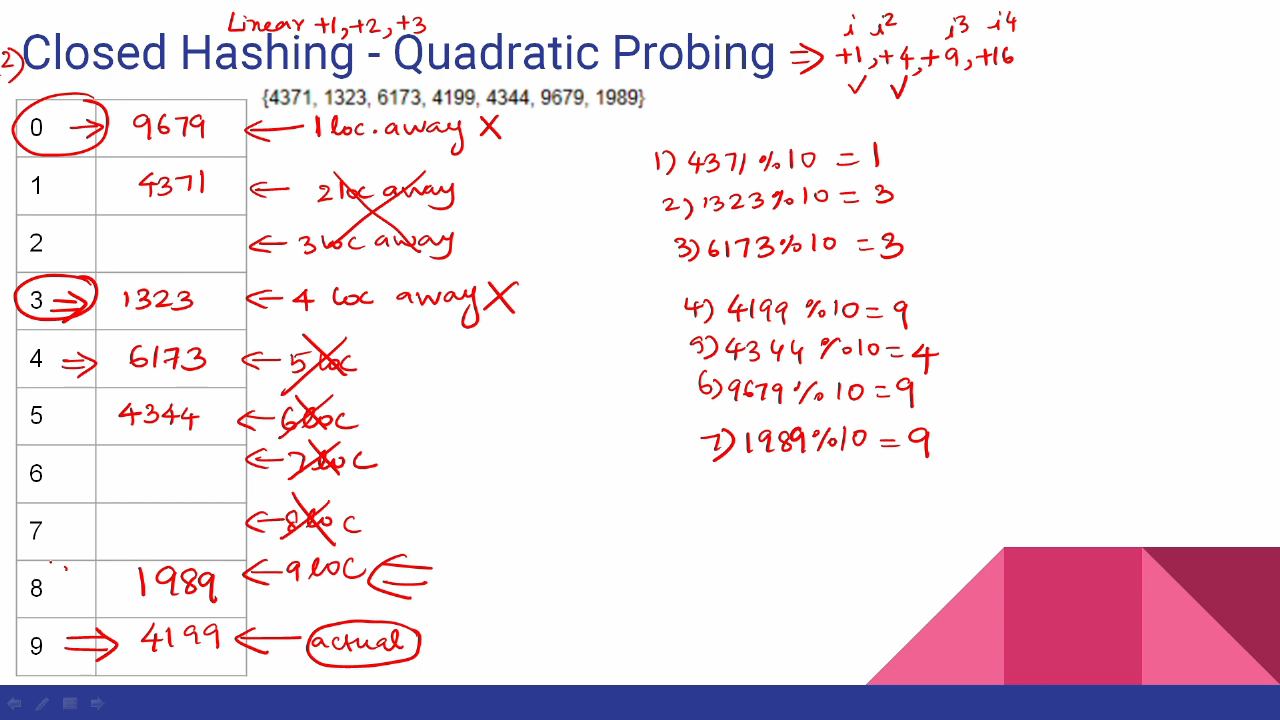 Linear +1, +2, +3
i i2 i3 i4
2) Closed Hashing - Quadratic Probing ⇒ +1, +4, +9, +16
✓ ✓
{4371, 1323, 6173, 4199, 4344, 9679, 1989}
0 → 9679 ← 1 loc. away X
1 4371 ← 2 loc away
2 ← 3 loc away
3 ⇒ 1323 ← 4 loc away X
4 ⇒ 6173 ← 5 loc
5 4344 ← 6 loc
6 ← 7 loc
7 ← 8 loc
8 1989 ← 9 loc ⇐
9 ⇒ 4199 ← actual
1) 4371 % 10 = 1
2) 1323 % 10 = 3
3) 6173 % 10 = 3
4) 4199 % 10 = 9
5) 4344 % 10 = 4
6) 9679 % 10 = 9
7) 1989 % 10 = 9